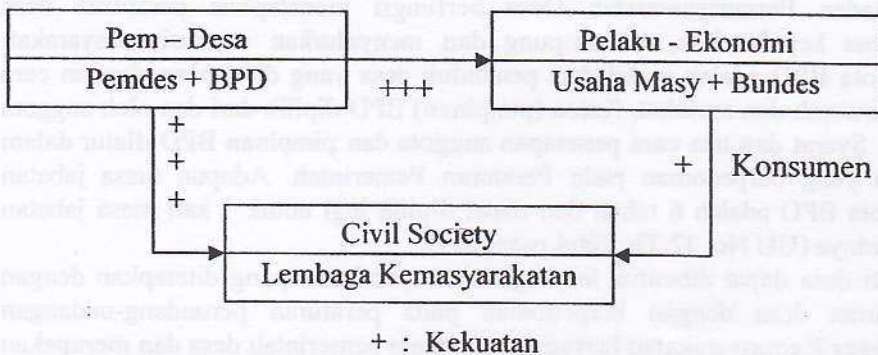 Pem - Desa
Pemdes + BPD
+++
Pelaku - Ekonomi
Usaha Masy + Bundes
+
+
+
+ Konsumen
Civil Society
Lembaga Kemasyarakatan
+ : Kekuatan